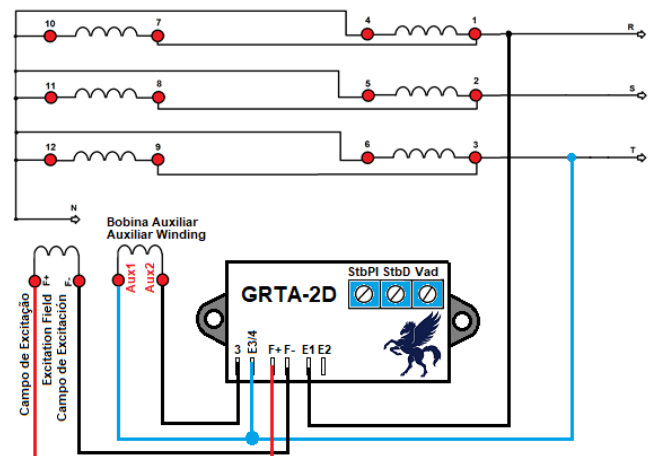 10
7
4
1
R
11
8
5
2
S
12
9
6
3
T
N
Bobina Auxiliar
Auxiliary Winding
Aux1
Aux2
F+
F-
Campo de Excitação
Excitation Field
Campo de Excitación
StbPI StbD Vad
GRTA-2D
3 E3/4 F+ F- E1 E2